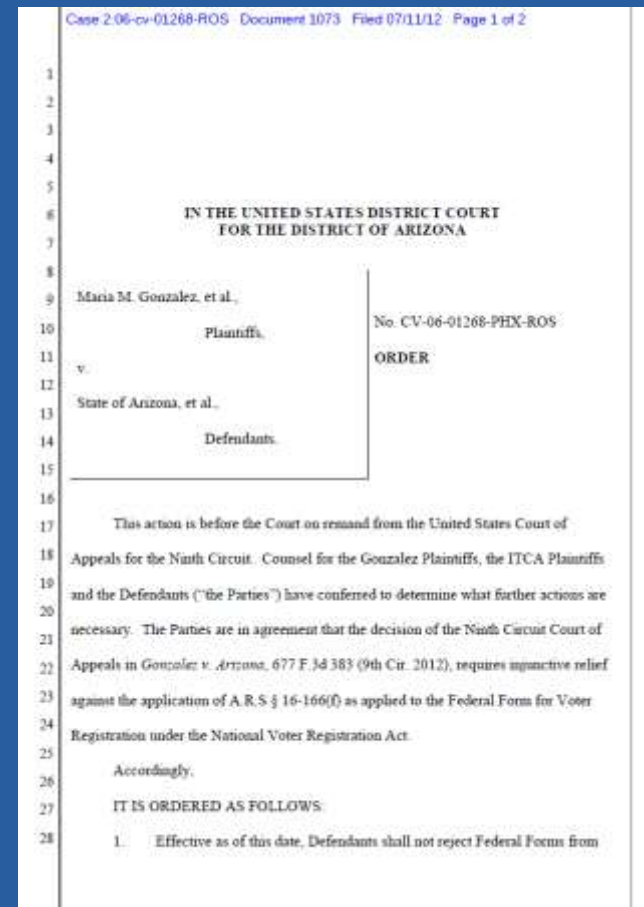 Case 2:06-cv-01268-ROS Document 1073 Filed 07/11/12 Page 1 of 2
1
2
3
4
5
6 IN THE UNITED STATES DISTRICT COURT
7 FOR THE DISTRICT OF ARIZONA
8
9 Maria M. Gonzalez, et al.,
10 Plaintiffs, No. CV-06-01268-PHX-ROS
11 v. ORDER
12
13 State of Arizona, et al.,
14 Defendants.
15
16
17 This action is before the Court on remand from the United States Court of
18 Appeals for the Ninth Circuit. Counsel for the Gonzalez Plaintiffs, the ITCA Plaintiffs
19 and the Defendants ("the Parties") have conferred to determine what further actions are
20
21 necessary. The Parties are in agreement that the decision of the Ninth Circuit Court of
22 Appeals in Gonzalez v. Arizona, 677 F.3d 383 (9th Cir. 2012), requires injunctive relief
23 against the application of A.R.S § 16-166(f) as applied to the Federal Form for Voter
24 Registration under the National Voter Registration Act.
25
26 Accordingly,
27 IT IS ORDERED AS FOLLOWS:
28 1. Effective as of this date, Defendants shall not reject Federal Forms from